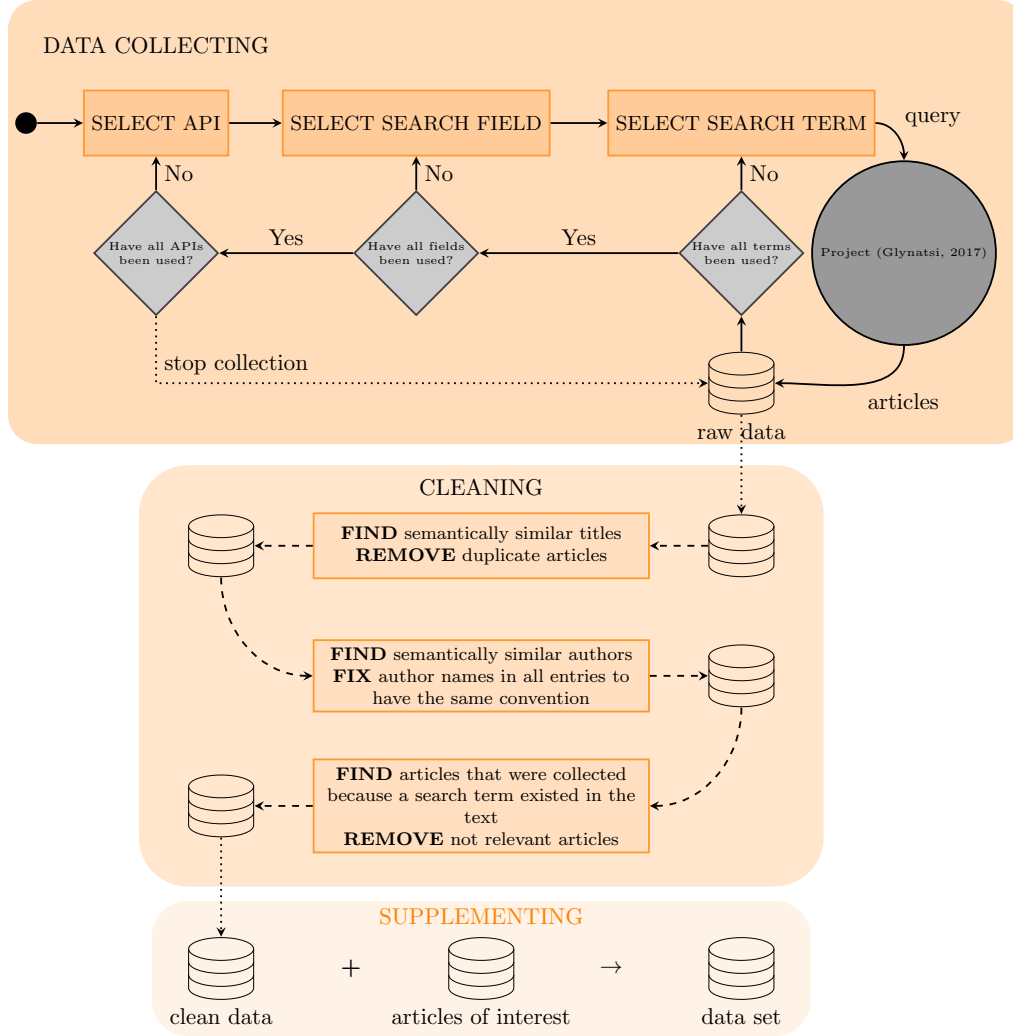 DATA COLLECTING
SELECT API
SELECT SEARCH FIELD
SELECT SEARCH TERM
query
No
No
No
Have all APIs
been used?
Yes
Have all fields
been used?
Yes
Have all terms
been used?
Project (Glynatsi, 2017)
stop collection
articles
raw data
CLEANING
FIND semantically similar titles
REMOVE duplicate articles
FIND semantically similar authors
FIX author names in all entries to
have the same convention
FIND articles that were collected
because a search term existed in the
text
REMOVE not relevant articles
SUPPLEMENTING
+
→
clean data
articles of interest
data set